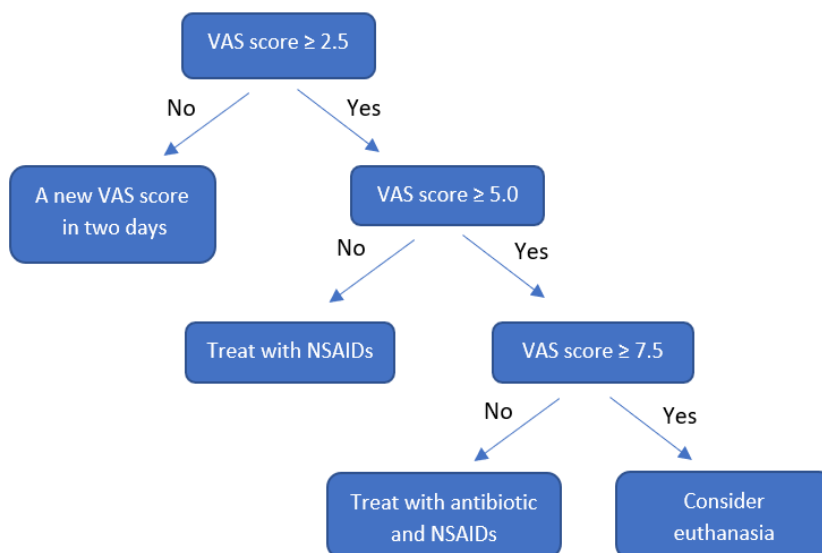 VAS score ≥ 2.5
No
Yes
A new VAS score
in two days
VAS score ≥ 5.0
No
Yes
Treat with NSAIDs
VAS score ≥ 7.5
No
Yes
Treat with antibiotic
and NSAIDs
Consider
euthanasia